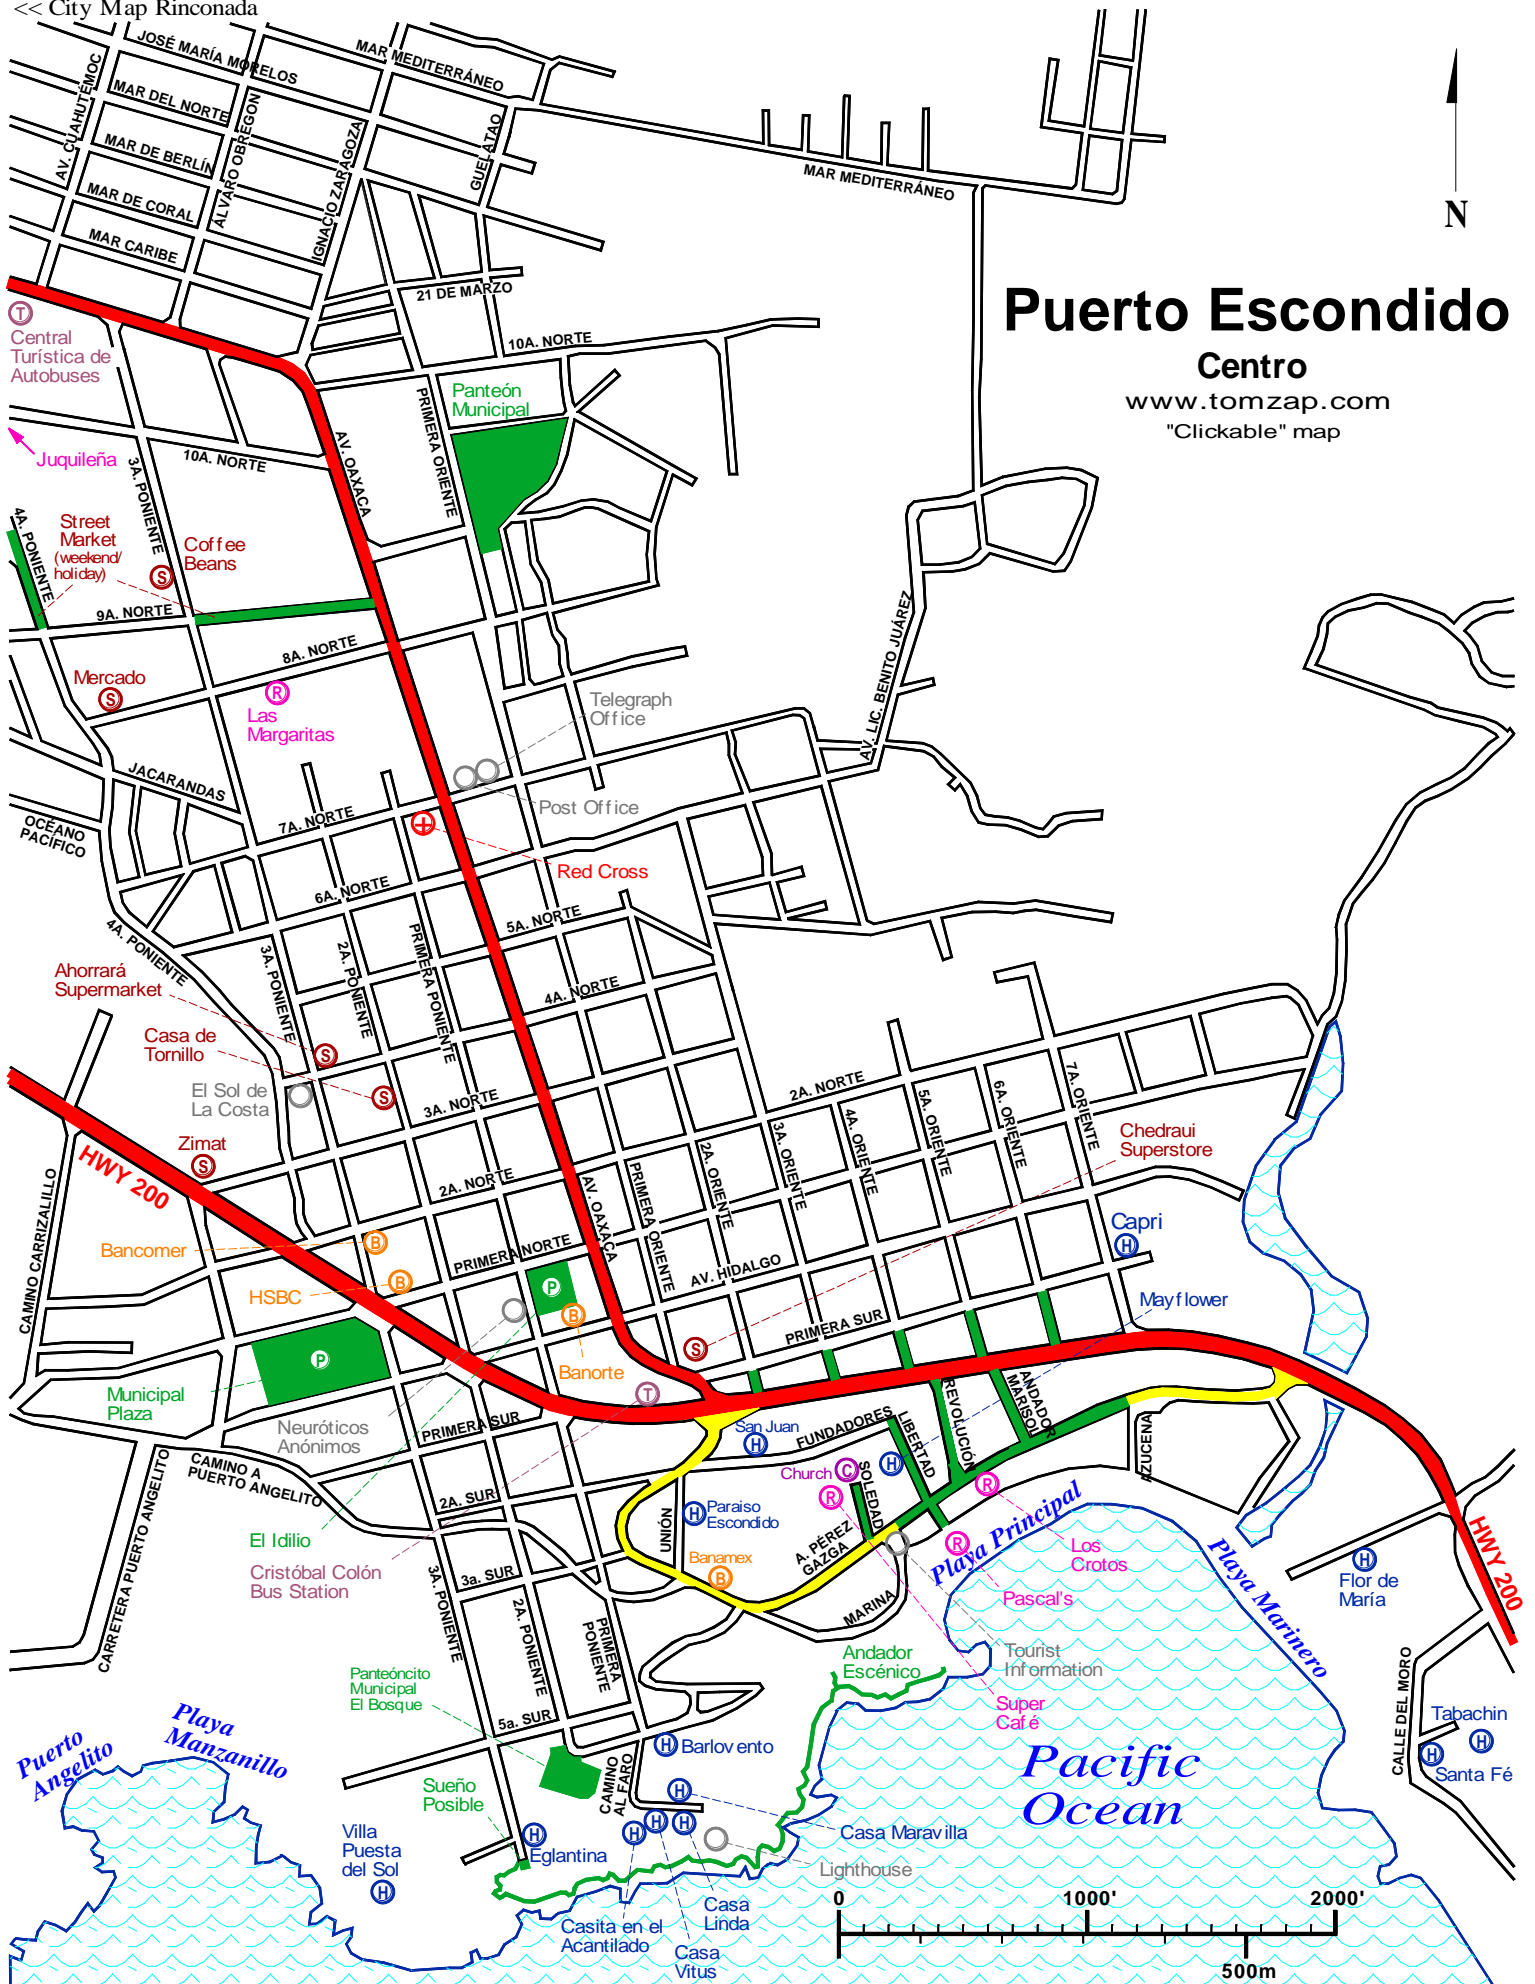 << City Map Rinconada
JOSÉ MARÍA MORELOS
MAR MEDITERRÁNEO
AV. CUAHUTÉMOC
MAR DEL NORTE
ÁLVARO OBREGON
IGNACIO ZARAGOZA
GUELATAO
MAR DE BERLÍN
MAR MEDITERRÁNEO
MAR DE CORAL
MAR CARIBE
N
21 DE MARZO
Puerto Escondido
Centro
www.tomzap.com
"Clickable" map
T
Central
Turística de
Autobuses
10A. NORTE
Panteón
Municipal
PRIMERA ORIENTE
AV. OAXACA
Juquileña
10A. NORTE
3A. PONIENTE
4A. PONIENTE
Street
Market
(weekend/
holiday)
Coffee
Beans
S
9A. NORTE
8A. NORTE
AV. LIC. BENITO JUÁREZ
Mercado
S
R
Las
Margaritas
Telegraph
Office
JACARANDAS
Post Office
OCÉANO
PACÍFICO
7A. NORTE
Red Cross
6A. NORTE
5A. NORTE
4A. PONIENTE
3A. PONIENTE
2A. PONIENTE
PRIMERA PONIENTE
4A. NORTE
Ahorrará
Supermarket
S
Casa de
Tornillo
S
El Sol de
La Costa
3A. NORTE
2A. NORTE
7A. ORIENTE
6A. ORIENTE
5A. ORIENTE
4A. ORIENTE
3A. ORIENTE
2A. ORIENTE
PRIMERA ORIENTE
Chedraui
Superstore
Zimat
S
HWY 200
2A. NORTE
AV. OAXACA
CAMINO CARRIZALILLO
Bancomer
B
PRIMERA NORTE
AV. HIDALGO
Capri
H
HSBC
B
P
B
Mayflower
PRIMERA SUR
S
P
Banorte
Municipal
Plaza
T
Neuróticos
Anónimos
PRIMERA SUR
San Juan
H
FUNDADORES
LIBERTAD
REVOLUCIÓN
ANDADOR
MARISOL
AZUCENA
CAMINO A
PUERTO ANGELITO
CARRETERA PUERTO ANGELITO
Church
C
SOLEDAD
H
R
R
2A. SUR
H
Paraiso
Escondido
UNIÓN
El Idilio
Cristóbal Colón
Bus Station
3a. SUR
Banamex
B
A. PÉREZ
GAZGA
R
Playa Principal
Los
Crotos
Playa Marinero
H
Flor de
María
HWY 200
3A. PONIENTE
2A. PONIENTE
PRIMERA
PONIENTE
MARINA
Pascal's
Tourist
Information
Andador
Escénico
Panteóncito
Municipal
El Bosque
Super
Café
CALLE DEL MORO
Tabachin
H
H
Santa Fé
5a. SUR
Playa
Manzanillo
Puerto
Angelito
H
Barlovento
Pacific
Ocean
CAMINO
AL FARO
Sueño
Posible
H
Casa Maravilla
Villa
Puesta
del Sol
H
H
Eglantina
H
H
H
Lighthouse
Casa
Linda
Casita en el
Acantilado
Casa
Vitus
0
1000'
2000'
500m